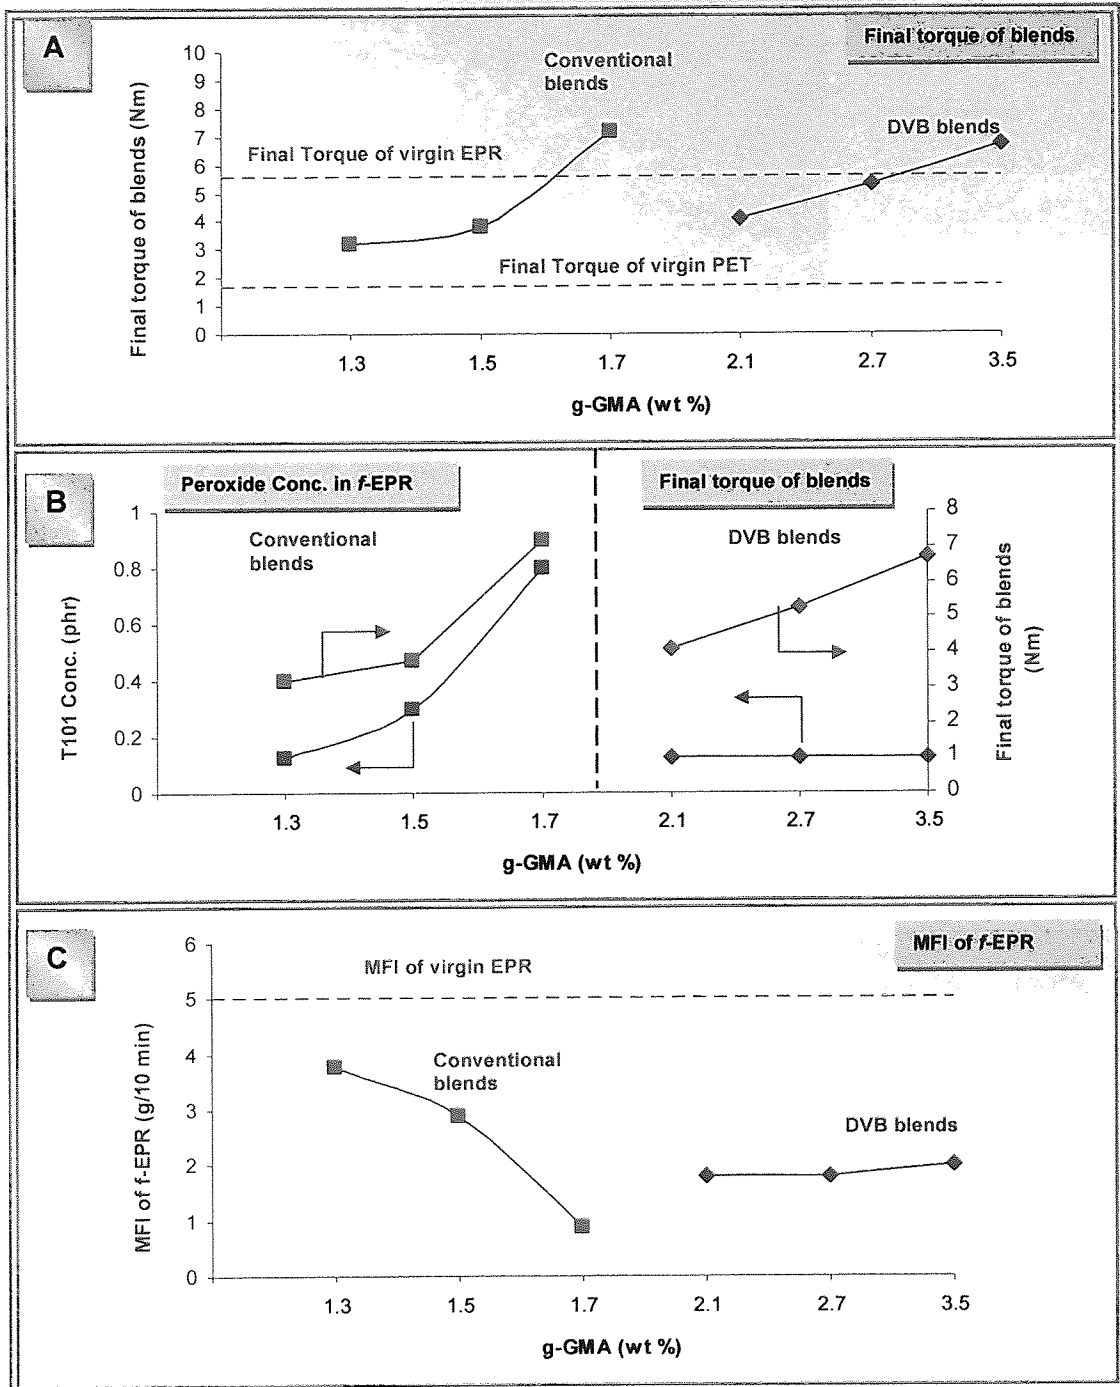 A
Final torque of blends
Final torque of blends (Nm)
10
9
8
7
6
5
4
3
2
1
0
Conventional
blends
DVB blends
Final Torque of virgin EPR
Final Torque of virgin PET
1.3 1.5 1.7 2.1 2.7 3.5
g-GMA (wt %)
B
Peroxide Conc. in f-EPR
Final torque of blends
T101 Conc. (phr)
1
0.8
0.6
0.4
0.2
0
Conventional
blends
DVB blends
8
7
6
5
4
3
2
1
0
Final torque of blends
(Nm)
1.3 1.5 1.7 2.1 2.7 3.5
g-GMA (wt %)
C
MFI of f-EPR
MFI of f-EPR (g/10 min)
6
5
4
3
2
1
0
MFI of virgin EPR
Conventional
blends
DVB blends
1.3 1.5 1.7 2.1 2.7 3.5
g-GMA (wt %)